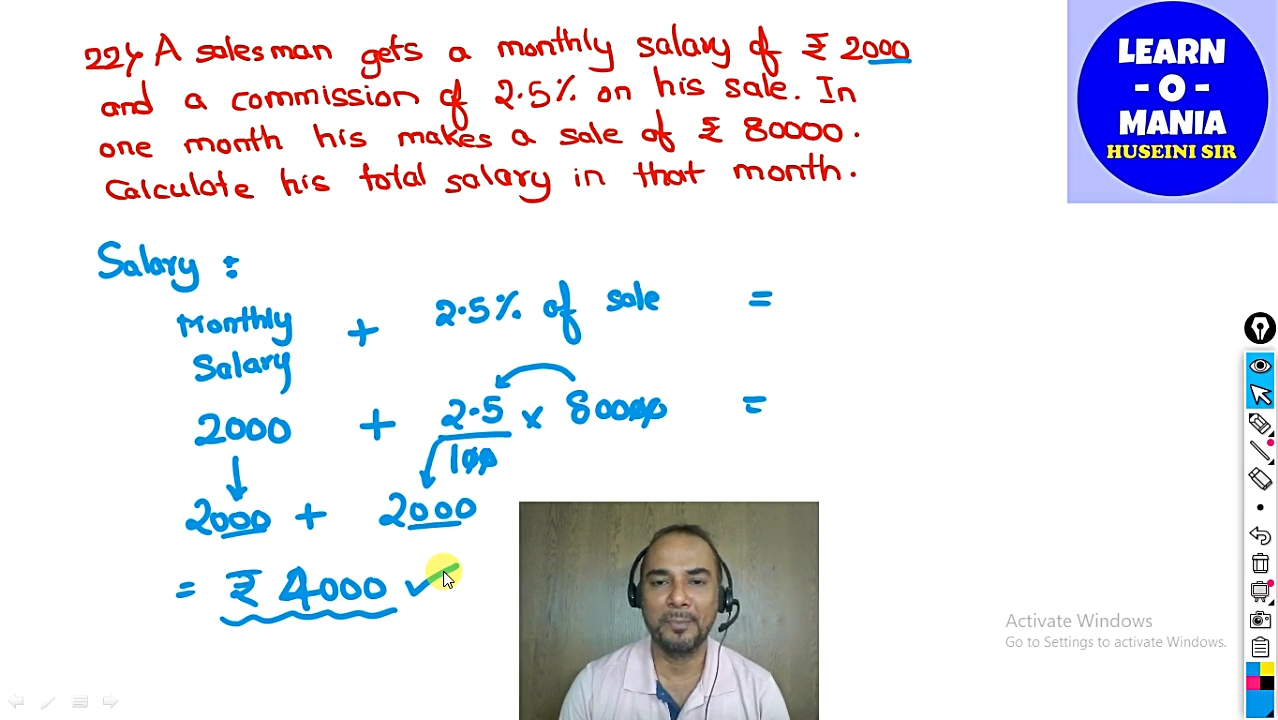 22) A salesman gets a monthly salary of ₹ 2000
and a commission of 2.5% on his sale. In
one month his makes a sale of ₹ 80000.
Calculate his total salary in that month.
LEARN
- O -
MANIA
HUSEINI SIR
Salary :
Monthly Salary + 2.5% of sale =
2000 + 2.5/100 × 80000 =
2000 + 2000
= ₹ 4000 ✓
Activate Windows
Go to Settings to activate Windows.